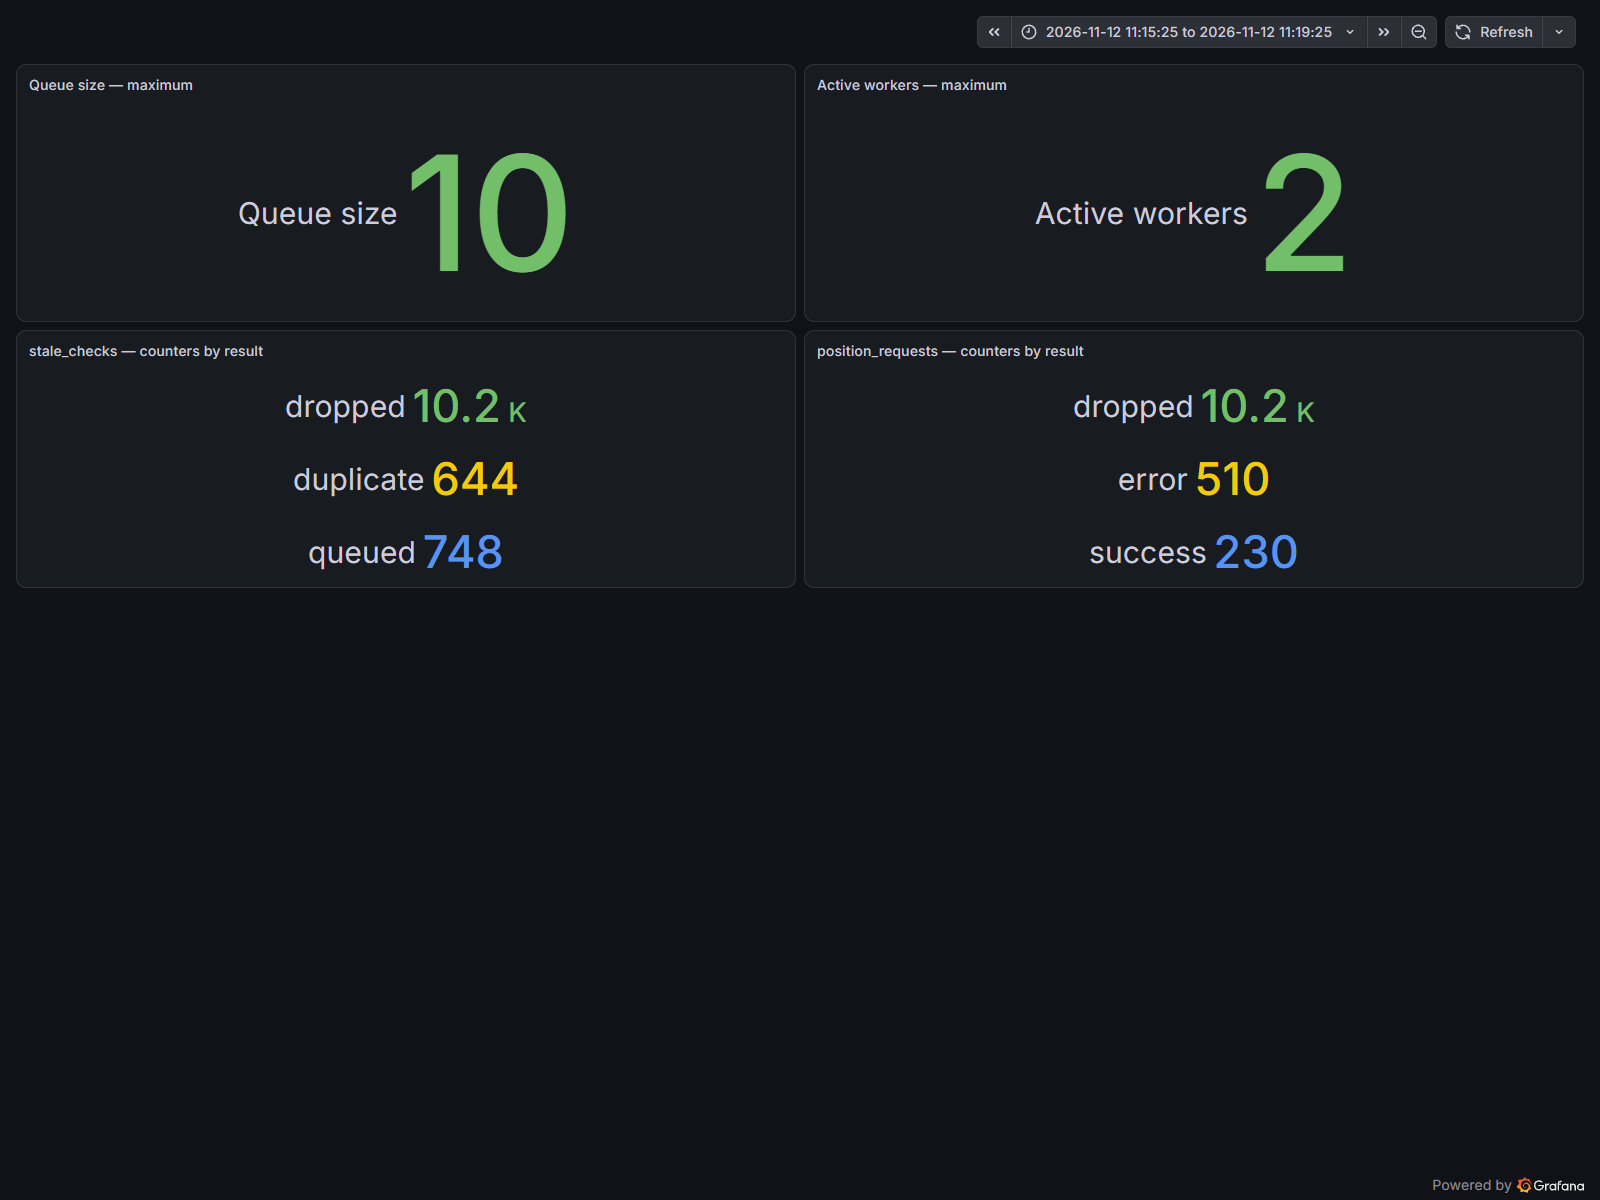 2026-11-12 11:15:25 to 2026-11-12 11:19:25
Refresh
Queue size — maximum
Queue size 10
Active workers — maximum
Active workers 2
stale_checks — counters by result
dropped 10.2 K
duplicate 644
queued 748
position_requests — counters by result
dropped 10.2 K
error 510
success 230
Powered by Grafana